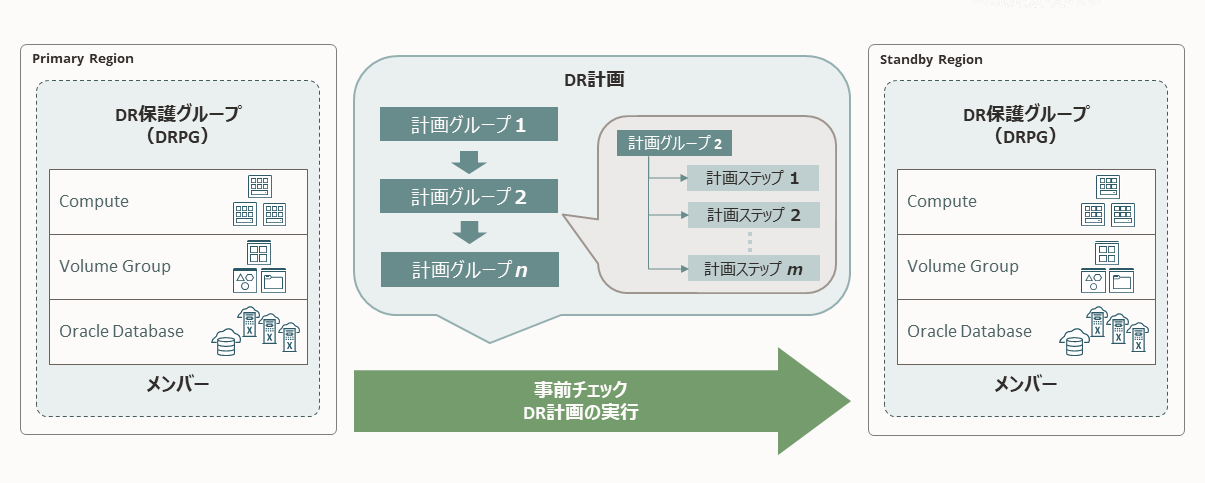 Primary Region
DR保護グループ
（DRPG）
Compute
Volume Group
Oracle Database
メンバー
DR計画
計画グループ 1
計画グループ 2
計画グループ n
計画グループ 2
計画ステップ 1
計画ステップ 2
計画ステップ m
事前チェック
DR計画の実行
Standby Region
DR保護グループ
（DRPG）
Compute
Volume Group
Oracle Database
メンバー